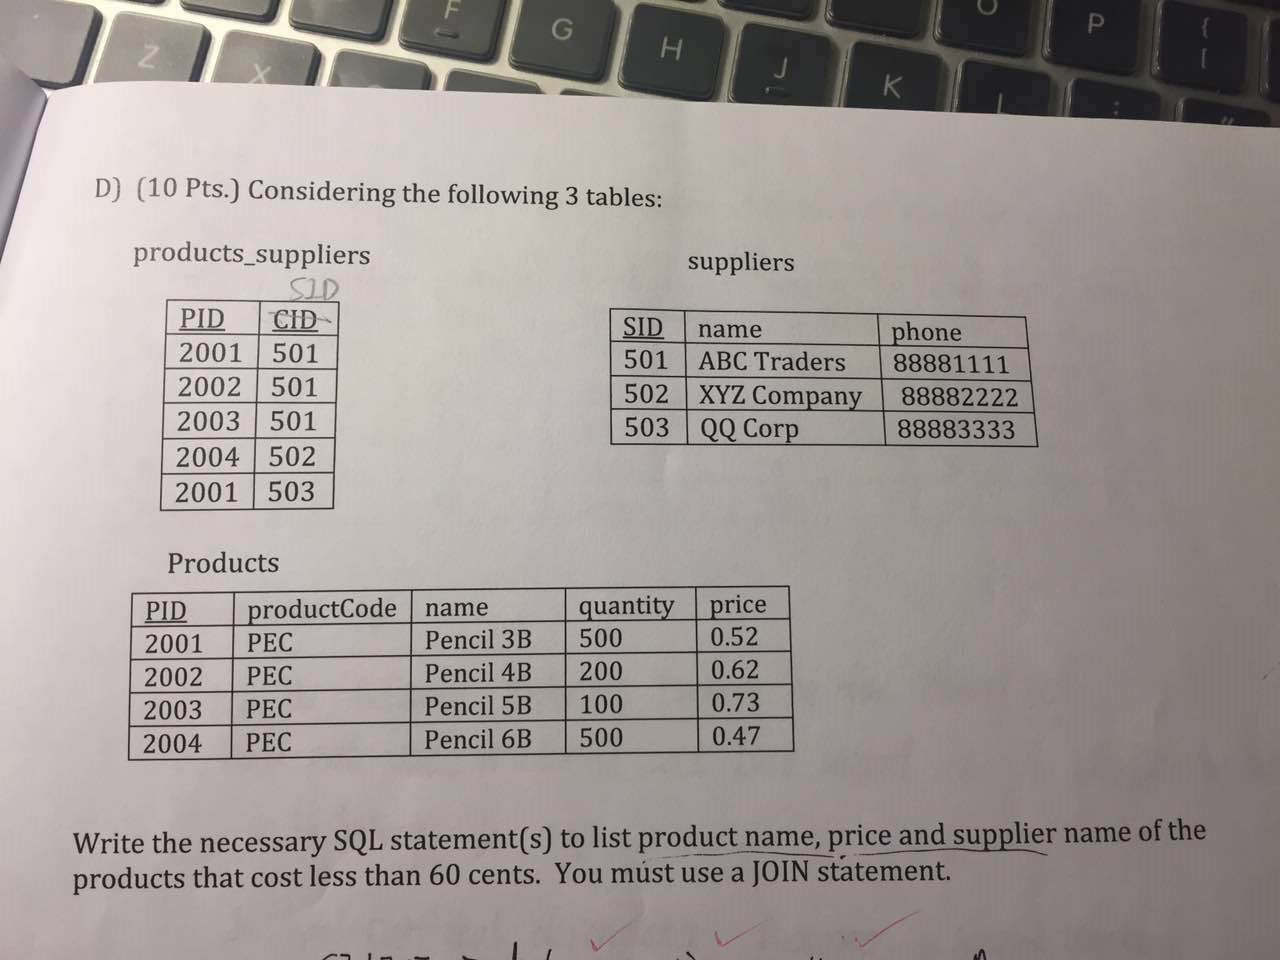 F G H J K L O P { [
Z X
D) (10 Pts.) Considering the following 3 tables:
products_suppliers
suppliers
SID
PID CID
2001 501
2002 501
2003 501
2004 502
2001 503
SID name phone
501 ABC Traders 88881111
502 XYZ Company 88882222
503 QQ Corp 88883333
Products
PID productCode name quantity price
2001 PEC Pencil 3B 500 0.52
2002 PEC Pencil 4B 200 0.62
2003 PEC Pencil 5B 100 0.73
2004 PEC Pencil 6B 500 0.47
Write the necessary SQL statement(s) to list product name, price and supplier name of the
products that cost less than 60 cents. You must use a JOIN statement.